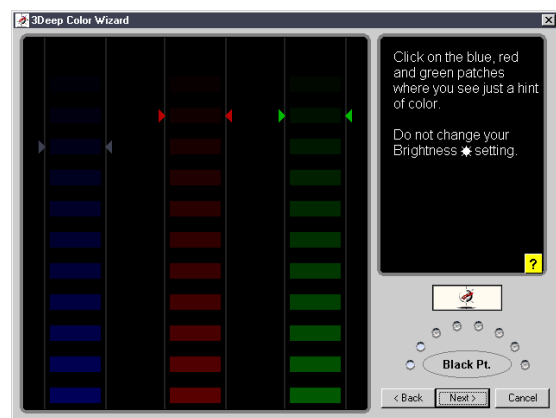 3Deep Color Wizard
Click on the blue, red
and green patches
where you see just a hint
of color.
Do not change your
Brightness setting.
?
Black Pt.
< Back
Next >
Cancel